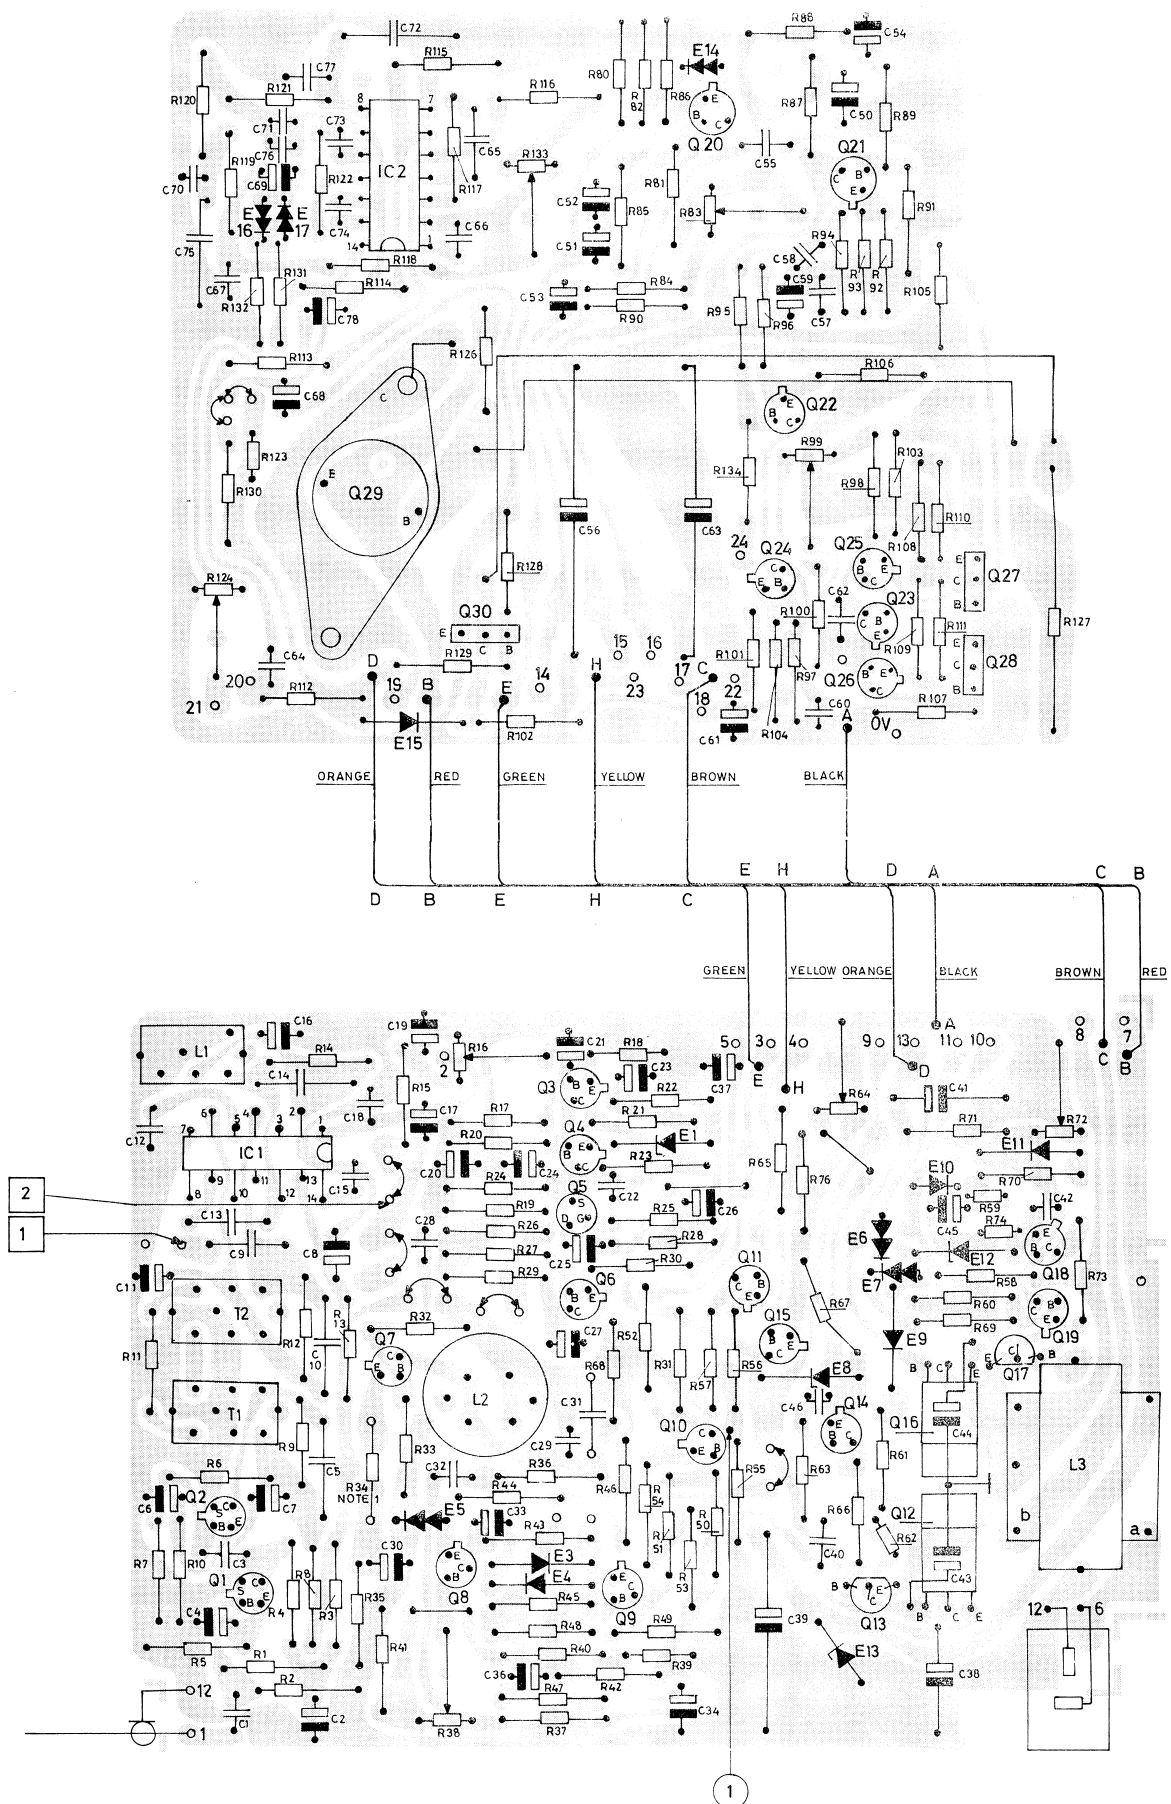 C72
R88
C54
R115
E14
C77
R80
R 82
R86
R120
R121
8
7
R116
R87
C50
R89
C71
C73
C65
Q20
C55
Q21
C76
R119
C69
R122
IC2
R117
R133
R81
C70
C52
R85
R83
R91
E 16
E 17
C74
C51
R94
C75
14
1
C66
C58
R 93
R 92
C67
R131
R118
R84
C59
R105
R132
R114
C53
R90
R95
R96
C57
C78
R113
R126
R106
C68
C
Q22
R99
R123
R134
R98
R103
R130
E
Q29
B
C56
C63
R110
24
Q24
Q25
R108
R124
R128
E
C
B
Q27
Q30
R100
C62
Q23
E
C
B
15
16
R101
R109
R111
R127
C64
D
R129
14
H
17
C
R97
Q26
E
C
B
Q28
20
19
B
E
23
18
22
21
R112
C60
A
0V
R107
E15
R102
C61
R104
ORANGE
RED
GREEN
YELLOW
BROWN
BLACK
E
H
D
A
C
B
D
B
E
H
C
GREEN
YELLOW
ORANGE
BLACK
BROWN
RED
C16
C19
C21
R18
5
3
4
9
13
A
11
10
8
7
L1
R14
R16
2
C23
C37
E
D
C
B
C14
R15
Q3
R22
H
R64
C41
C18
C17
R17
R21
R72
6
5
4
3
2
1
C12
7
IC1
R20
Q4
E1
R71
E11
C20
C24
R23
R65
R76
E10
R70
8
9
10
11
12
13
14
C15
R24
Q5
C22
R59
C42
2
R19
C26
C13
C28
R26
R25
E6
C45
R74
1
C9
C8
R27
C25
R28
E12
Q18
C11
R29
Q6
R30
Q11
E7
R58
R73
T2
R12
R 13
R32
R67
R60
R11
C 10
Q7
C27
R52
Q15
R69
Q19
R68
R31
R57
R56
E9
E8
Q17
T1
L2
C31
C46
Q14
Q16
C44
R9
Q10
R33
C29
R61
L3
R6
C5
C32
R36
R46
R55
R63
C6
Q2
C7
R34
NOTE 1
R44
R 54
R66
Q12
E5
C33
R43
R 51
R 50
R62
b
a
R7
R10
C3
C30
E3
C40
Q1
R8
Q8
E4
R 53
C43
R4
R3
R35
R45
Q9
C39
C4
Q13
12
6
R48
R49
R5
R1
R41
R40
R39
E13
C38
C36
R42
R2
12
R47
C1
C2
R38
R37
C34
1
1